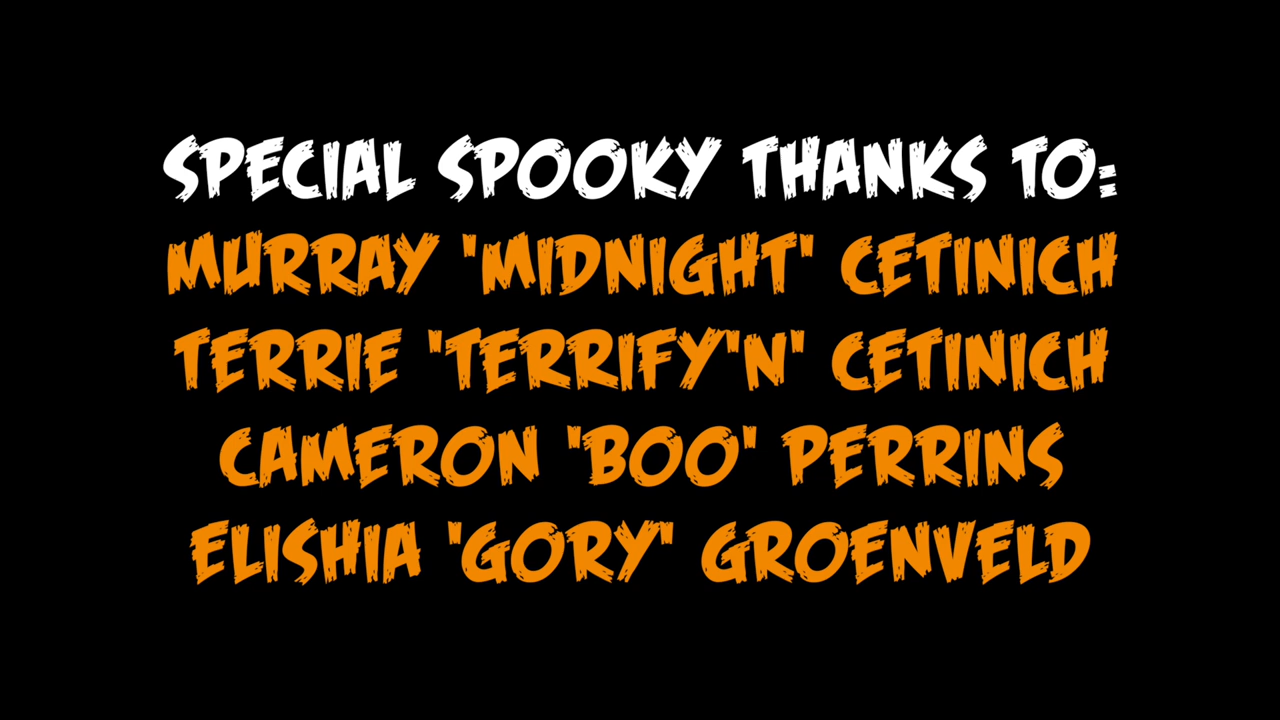 SPECIAL SPOOKY THANKS TO:
MURRAY 'MIDNIGHT' CETINICH
TERRIE 'TERRIFY'N' CETINICH
CAMERON 'BOO' PERRINS
ELISHIA 'GORY' GROENVELD